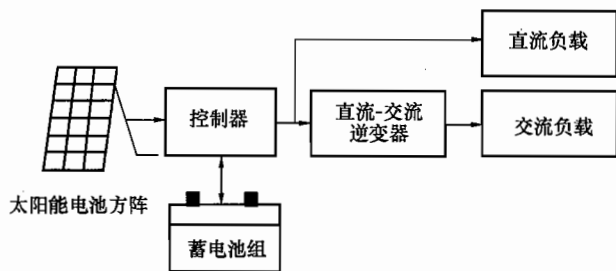 直流负载
控制器
直流-交流
逆变器
交流负载
太阳能电池方阵
蓄电池组